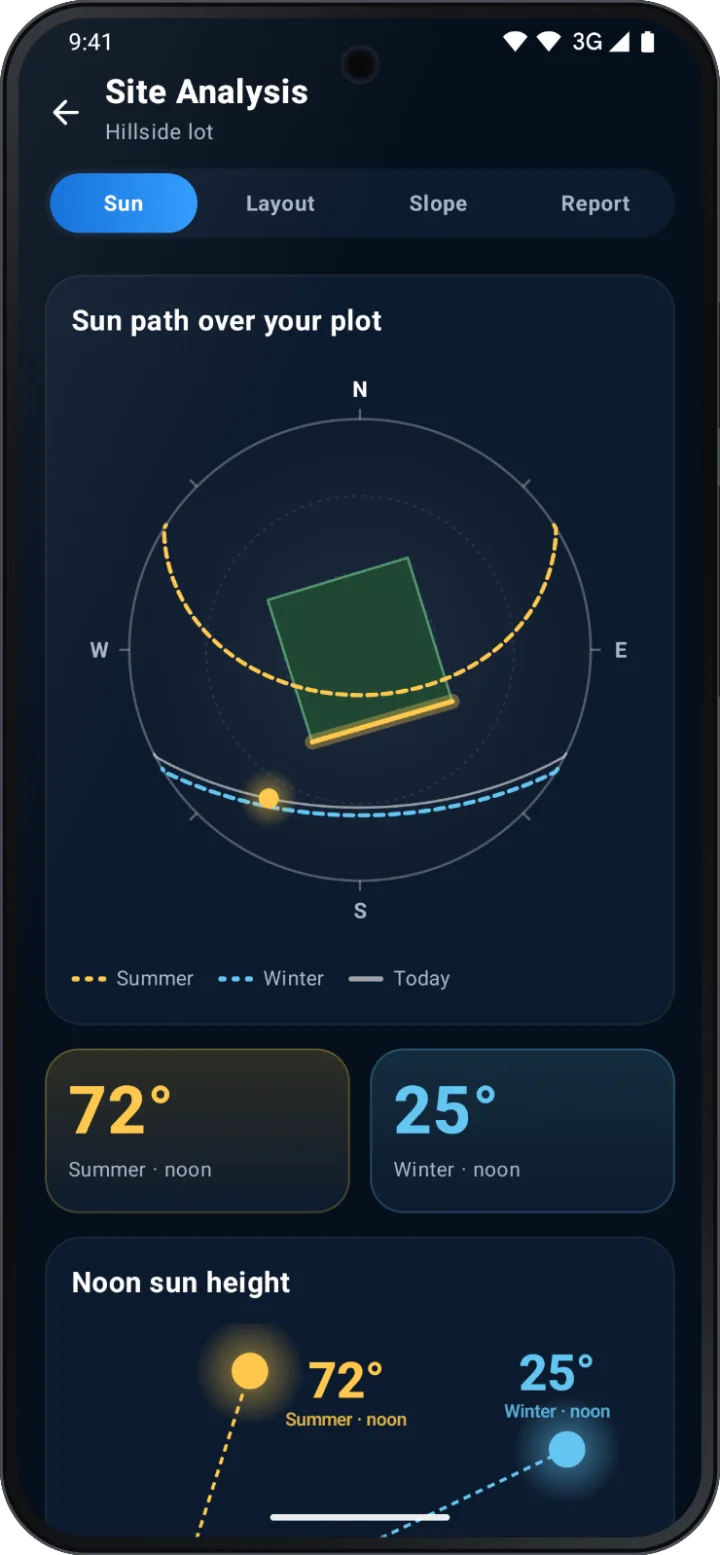 9:41
3G
Site Analysis
Hillside lot
Sun Layout Slope Report
Sun path over your plot
N
W E
S
Summer Winter Today
72° 25°
Summer · noon Winter · noon
Noon sun height
72° 25°
Summer · noon Winter · noon